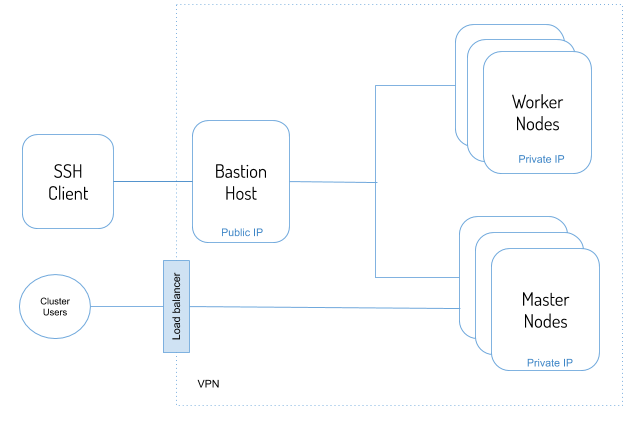 Worker
Nodes
Private IP
SSH
Client
Bastion
Host
Public IP
Cluster
Users
Load balancer
Master
Nodes
Private IP
VPN